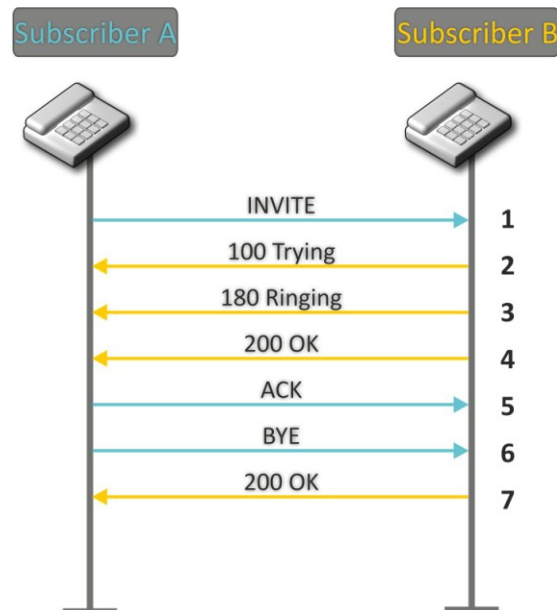 Subscriber A
Subscriber B
INVITE
1
100 Trying
2
180 Ringing
3
200 OK
4
ACK
5
BYE
6
200 OK
7